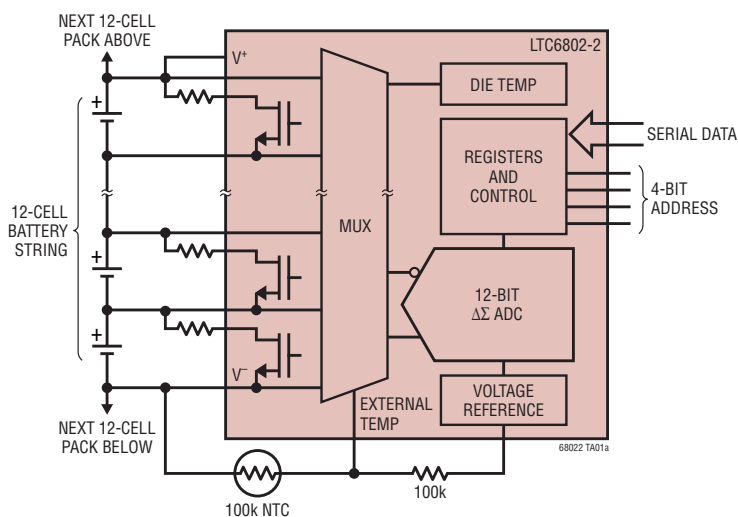 NEXT 12-CELL
PACK ABOVE
LTC6802-2
V+
DIE TEMP
SERIAL DATA
REGISTERS
AND
CONTROL
4-BIT
ADDRESS
12-CELL
BATTERY
STRING
MUX
12-BIT
ΔΣ ADC
V–
VOLTAGE
REFERENCE
EXTERNAL
TEMP
NEXT 12-CELL
PACK BELOW
68022 TA01a
100k NTC
100k
+
+
+